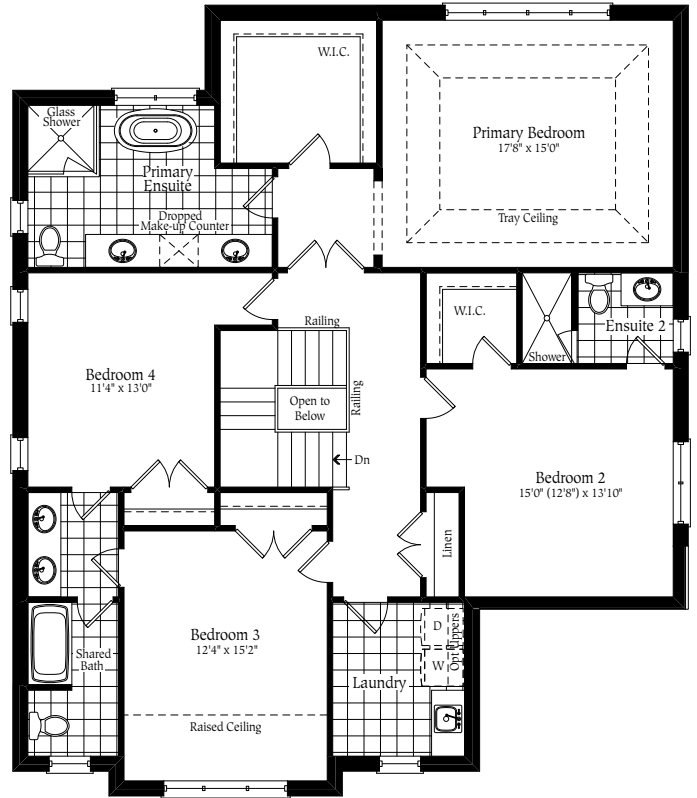 W.I.C.
Glass
Shower
Primary Bedroom
17'8" x 15'0"
Primary
Ensuite
Dropped
Make-up Counter
Tray Ceiling
W.I.C.
Railing
Ensuite 2
Shower
Bedroom 4
11'4" x 13'0"
Open to
Below
Railing
Dn
Bedroom 2
15'0" (12'8") x 13'10"
Linen
Bedroom 3
12'4" x 15'2"
Shared
Bath
D
W
Opt Uppers
Laundry
Raised Ceiling